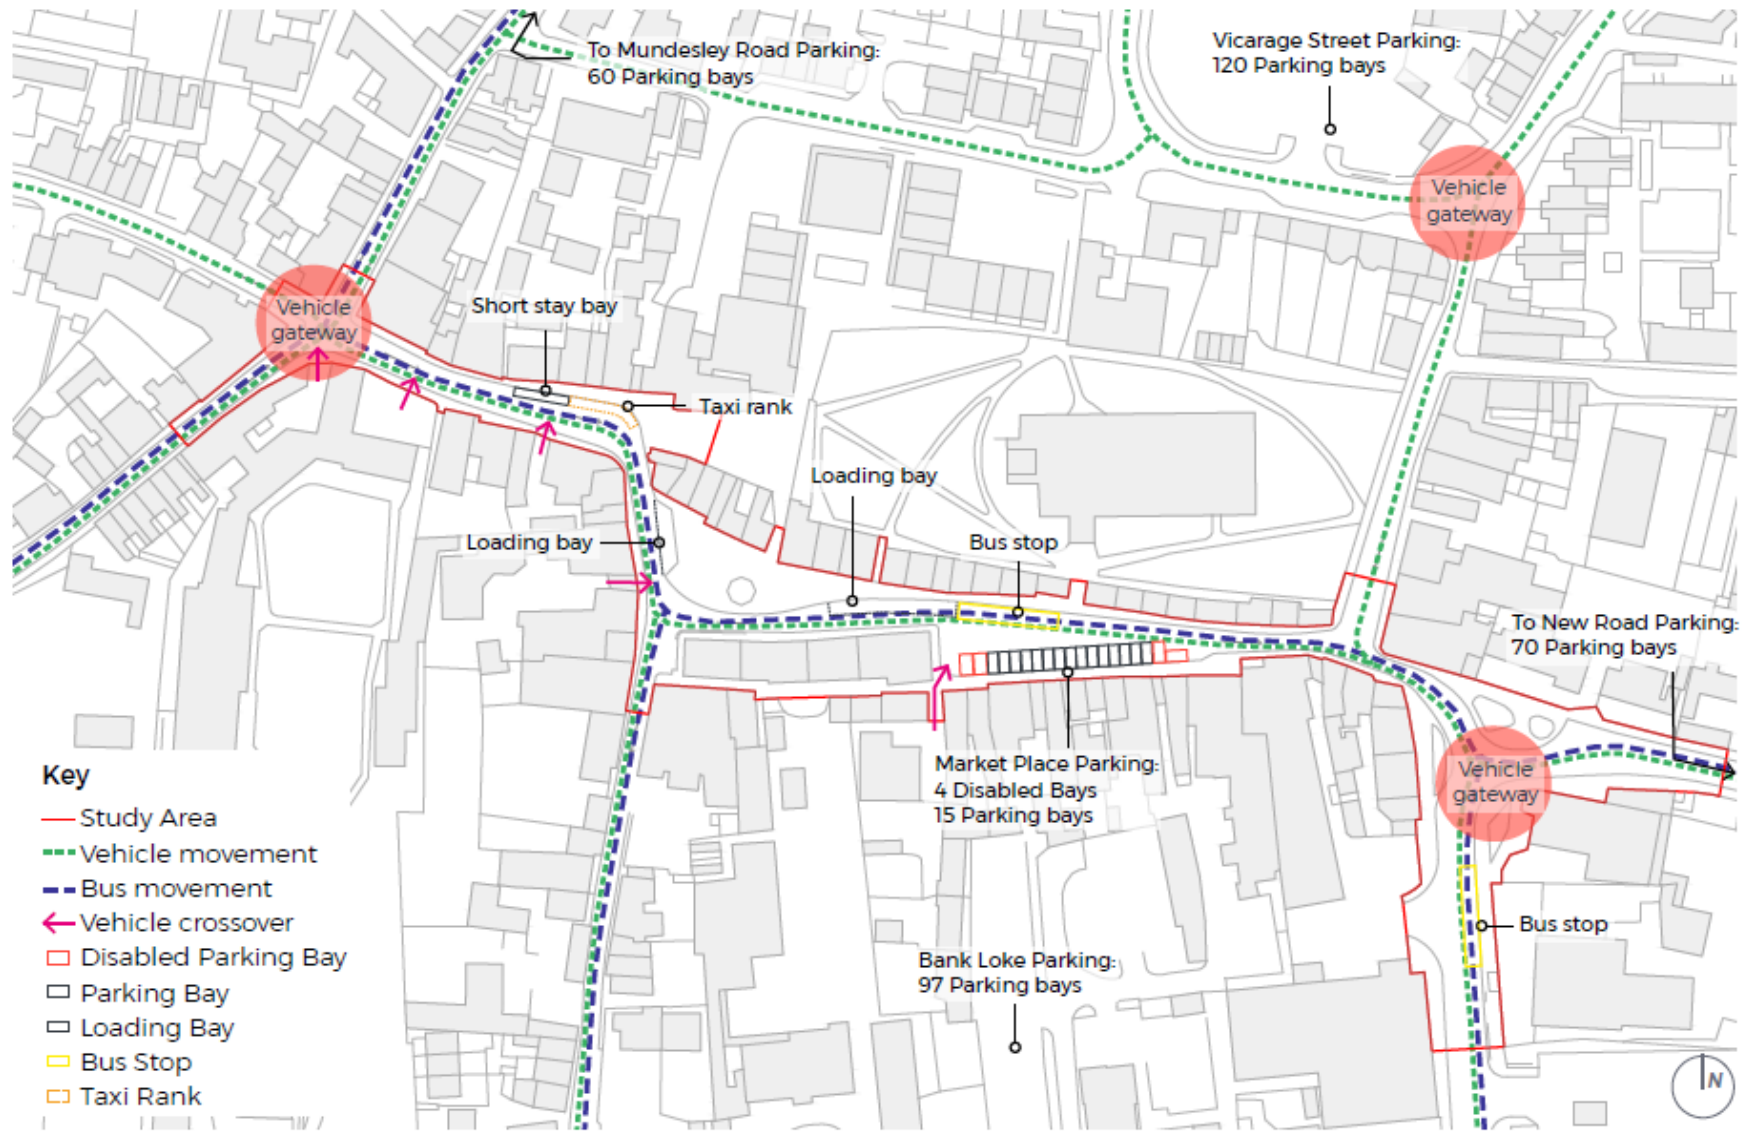 To Mundesley Road Parking:
60 Parking bays
Vicarage Street Parking:
120 Parking bays
Vehicle
gateway
Vehicle
gateway
Short stay bay
Taxi rank
Loading bay
Loading bay
Bus stop
To New Road Parking:
70 Parking bays
Market Place Parking:
4 Disabled Bays
15 Parking bays
Vehicle
gateway
Bus stop
Bank Loke Parking:
97 Parking bays
Key
Study Area
Vehicle movement
Bus movement
Vehicle crossover
Disabled Parking Bay
Parking Bay
Loading Bay
Bus Stop
Taxi Rank
N